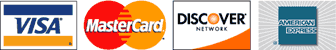 VISA
MasterCard
DISCOVER
NETWORK
AMERICAN
EXPRESS